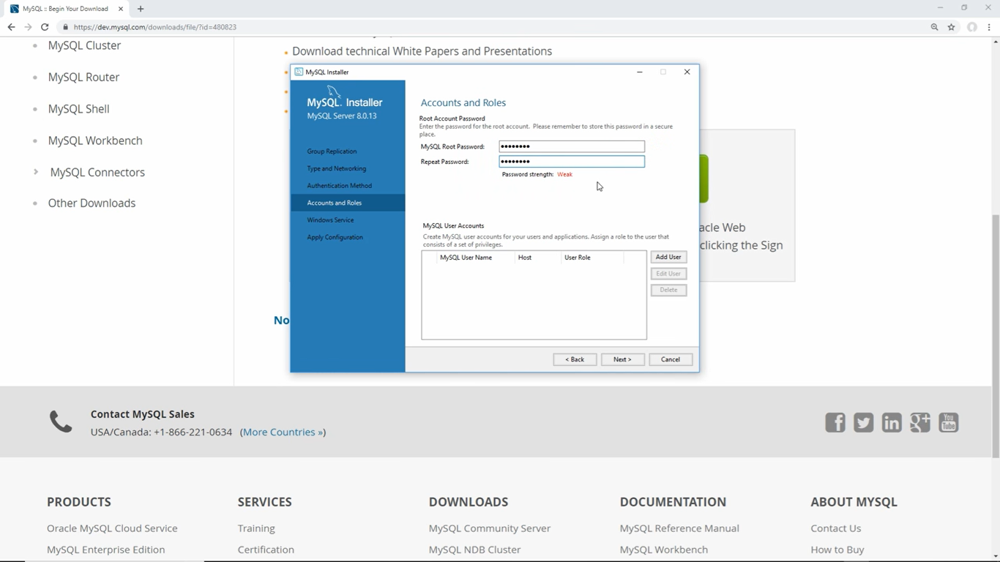 MySQL :: Begin Your Download
https://dev.mysql.com/downloads/file/?id=480823
MySQL Cluster
MySQL Router
MySQL Shell
MySQL Workbench
MySQL Connectors
Other Downloads
Download technical White Papers and Presentations
MySQL Installer
MySQL. Installer
MySQL Server 8.0.13
Group Replication
Type and Networking
Authentication Method
Accounts and Roles
Windows Service
Apply Configuration
Accounts and Roles
Root Account Password
Enter the password for the root account. Please remember to store this password in a secure
place.
MySQL Root Password: ●●●●●●●●
Repeat Password: ●●●●●●●●
Password strength: Weak
MySQL User Accounts
Create MySQL user accounts for your users and applications. Assign a role to the user that
consists of a set of privileges.
MySQL User Name Host User Role
Add User
Edit User
Delete
< Back Next > Cancel
acle Web
clicking the Sign
No
Contact MySQL Sales
USA/Canada: +1-866-221-0634 (More Countries »)
You
Tube
PRODUCTS
Oracle MySQL Cloud Service
MySQL Enterprise Edition
SERVICES
Training
Certification
DOWNLOADS
MySQL Community Server
MySQL NDB Cluster
DOCUMENTATION
MySQL Reference Manual
MySQL Workbench
ABOUT MYSQL
Contact Us
How to Buy